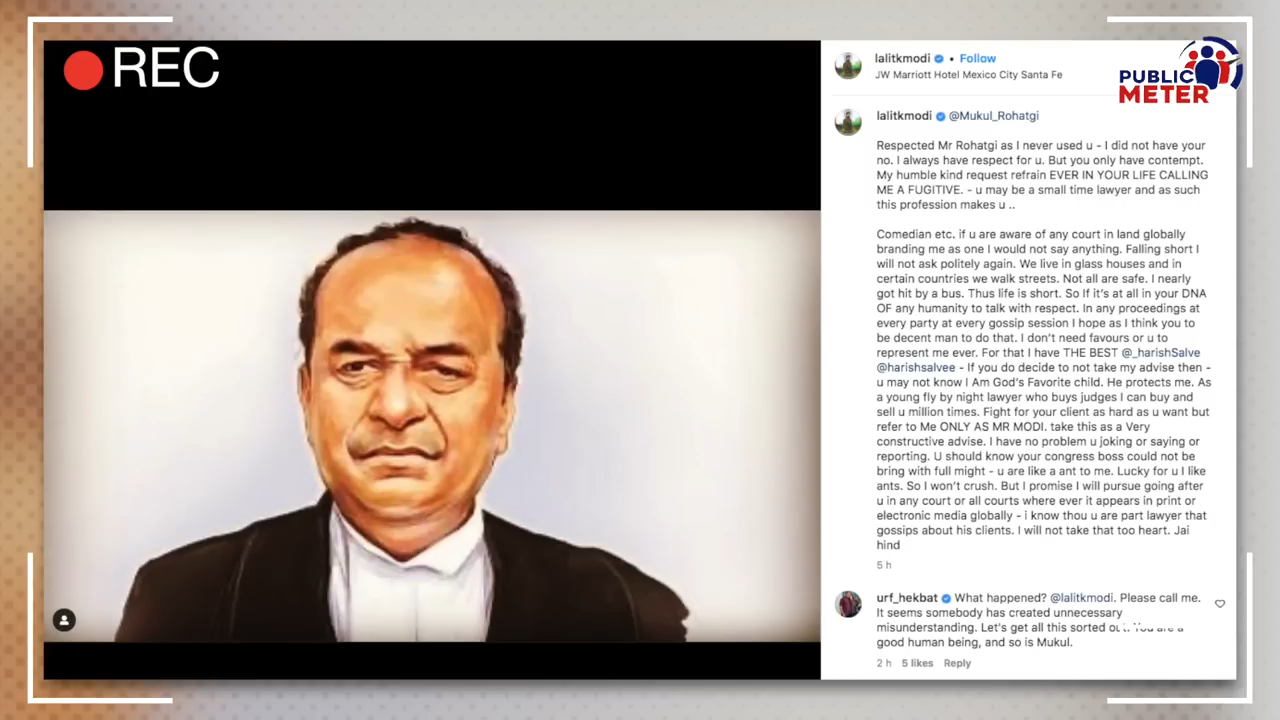 REC
lalitkmodi • Follow
JW Marriott Hotel Mexico City Santa Fe
PUBLIC
METER
lalitkmodi @Mukul_Rohatgi
Respected Mr Rohatgi as I never used u - I did not have your
no. I always have respect for u. But you only have contempt.
My humble kind request refrain EVER IN YOUR LIFE CALLING
ME A FUGITIVE. - u may be a small time lawyer and as such
this profession makes u ..
Comedian etc. if u are aware of any court in land globally
branding me as one I would not say anything. Falling short I
will not ask politely again. We live in glass houses and in
certain countries we walk streets. Not all are safe. I nearly
got hit by a bus. Thus life is short. So If it's at all in your DNA
OF any humanity to talk with respect. In any proceedings at
every party at every gossip session I hope as I think you to
be decent man to do that. I don't need favours or u to
represent me ever. For that I have THE BEST @_harishSalve
@harishsalvee - If you do decide to not take my advise then -
u may not know I Am God's Favorite child. He protects me. As
a young fly by night lawyer who buys judges I can buy and
sell u million times. Fight for your client as hard as u want but
refer to Me ONLY AS MR MODI. take this as a Very
constructive advise. I have no problem u joking or saying or
reporting. U should know your congress boss could not be
bring with full might - u are like a ant to me. Lucky for u I like
ants. So I won't crush. But I promise I will pursue going after
u in any court or all courts where ever it appears in print or
electronic media globally - i know thou u are part lawyer that
gossips about his clients. I will not take that too heart. Jai
hind
5 h
urf_hekbat What happened? @lalitkmodi. Please call me.
It seems somebody has created unnecessary
misunderstanding. Let's get all this sorted out. You are a
good human being, and so is Mukul.
2 h 5 likes Reply